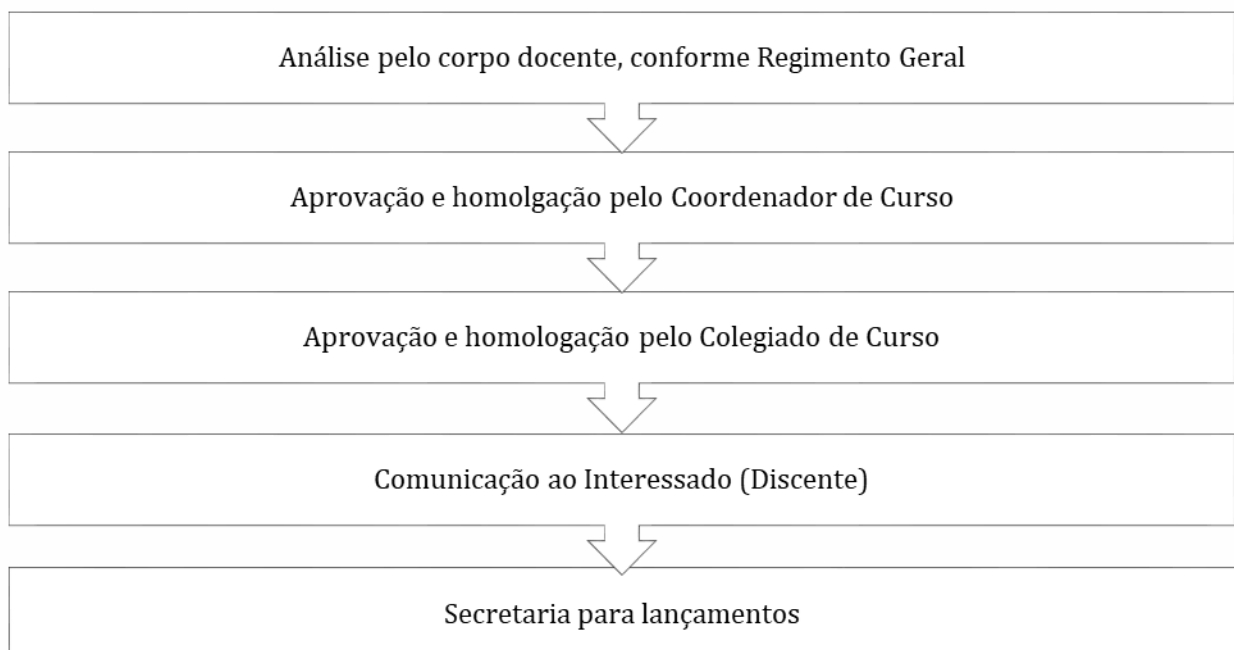 Análise pelo corpo docente, conforme Regimento Geral
Aprovação e homolgação pelo Coordenador de Curso
Aprovação e homologação pelo Colegiado de Curso
Comunicação ao Interessado (Discente)
Secretaria para lançamentos